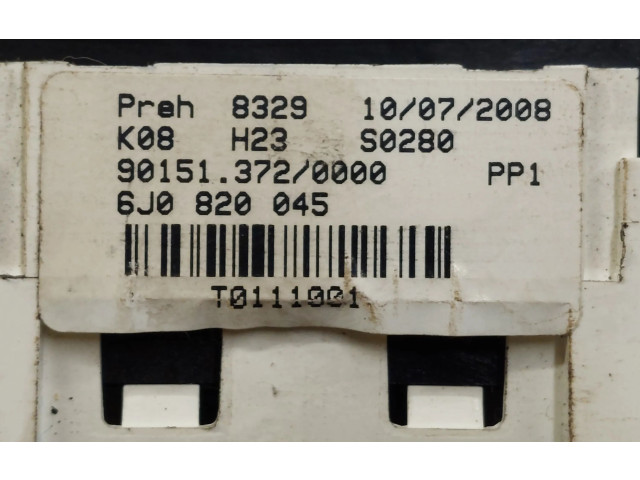 Preh 8329 10/07/2008
K08 H23 S0280
90151.372/0000 PP1
6J0 820 045
T0111001